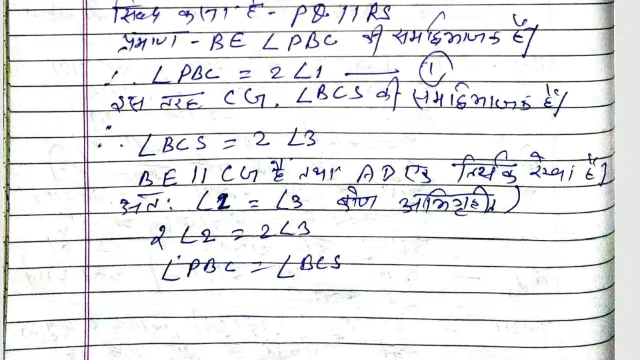 सिद्ध करना है - PQ || RS
प्रमाण - BE ∠PBC की समद्विभाजक है
∴ ∠PBC = 2∠1 — (1)
इस तरह CG, ∠BCS की समद्विभाजक है
∴ ∠BCS = 2∠3
BE || CG है तथा AD एक तिर्यक रेखा है
अतः ∠2 = ∠3 कोण
2∠2 = 2∠3
∠PBC = ∠BCS